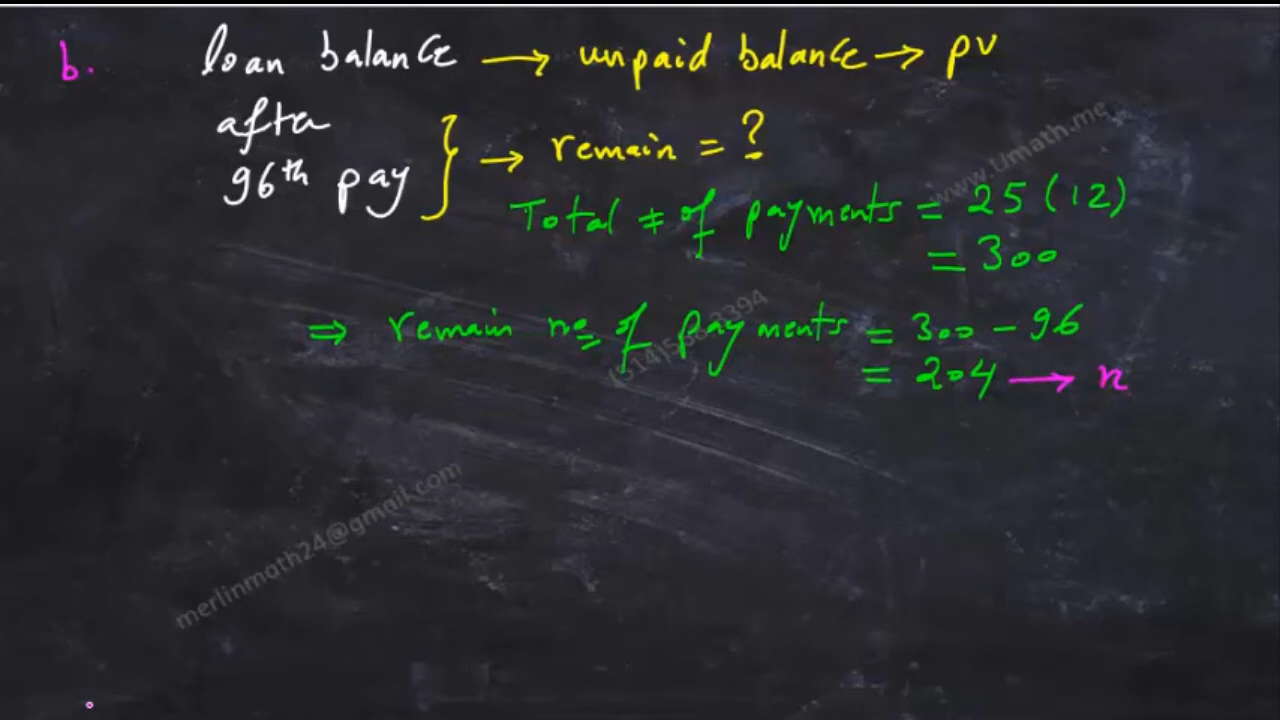 b. loan balance → unpaid balance → PV
after
96th pay } → remain = ?
Total # of payments = 25 (12)
= 300
⇒ remain no of payments = 300 - 96
= 204 → n
www.Umath.me
merlinmath24@gmail.com